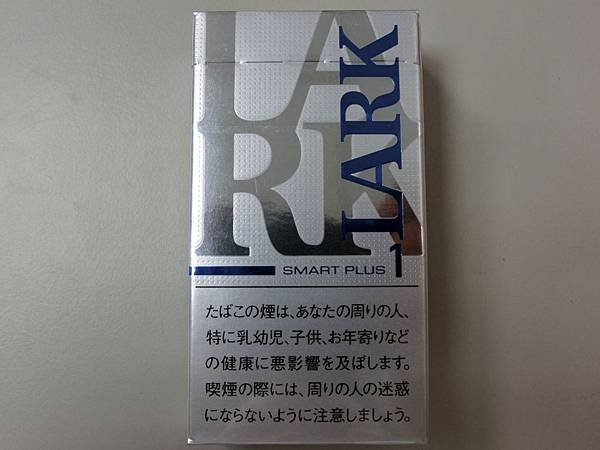 LA
RK
LARK
SMART PLUS
たばこの煙は、あなたの周りの人、
特に乳幼児、子供、お年寄りなど
の健康に悪影響を及ぼします。
喫煙の際には、周りの人の迷惑
にならないように注意しましょう。